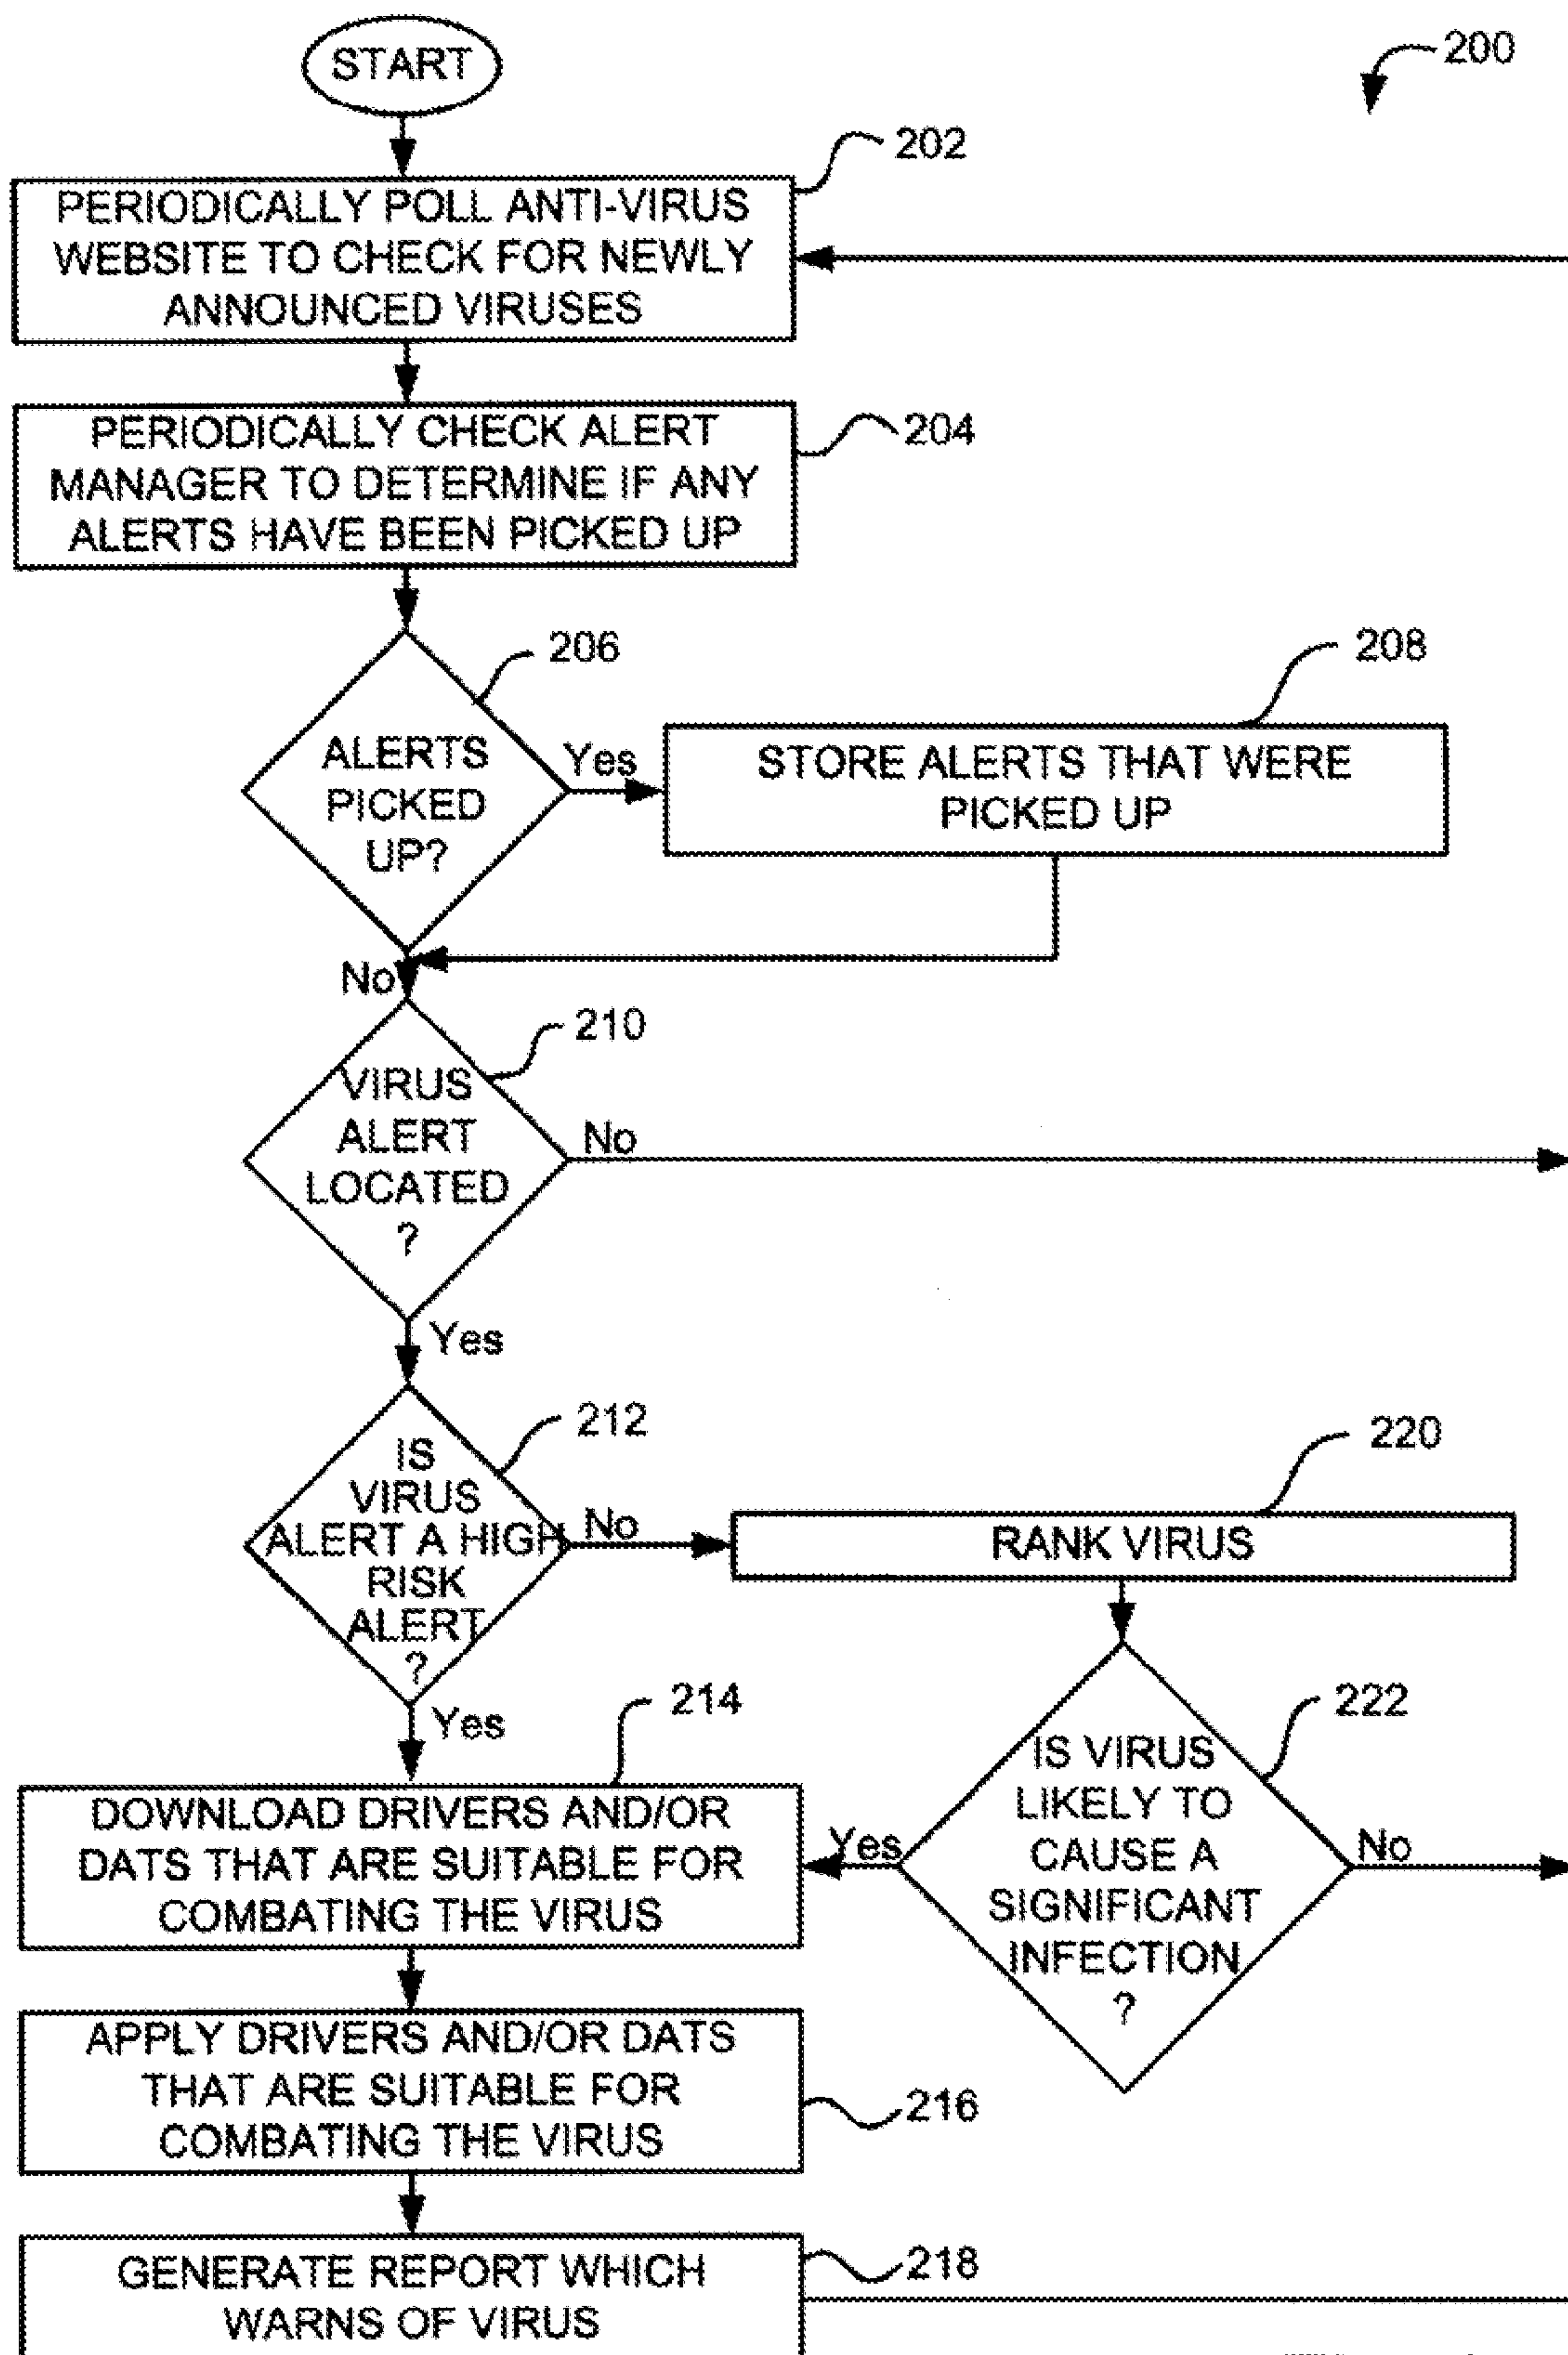 START
200
202
PERIODICALLY POLL ANTI-VIRUS
WEBSITE TO CHECK FOR NEWLY
ANNOUNCED VIRUSES
PERIODICALLY CHECK ALERT
MANAGER TO DETERMINE IF ANY
ALERTS HAVE BEEN PICKED UP
204
206
208
ALERTS
PICKED
UP?
Yes
STORE ALERTS THAT WERE
PICKED UP
No
210
VIRUS
ALERT
LOCATED
?
No
Yes
212
IS
VIRUS
ALERT A HIGH
RISK
ALERT
?
No
220
RANK VIRUS
Yes
214
222
DOWNLOAD DRIVERS AND/OR
DATS THAT ARE SUITABLE FOR
COMBATING THE VIRUS
Yes
IS VIRUS
LIKELY TO
CAUSE A
SIGNIFICANT
INFECTION
?
No
APPLY DRIVERS AND/OR DATS
THAT ARE SUITABLE FOR
COMBATING THE VIRUS
216
GENERATE REPORT WHICH
WARNS OF VIRUS
218